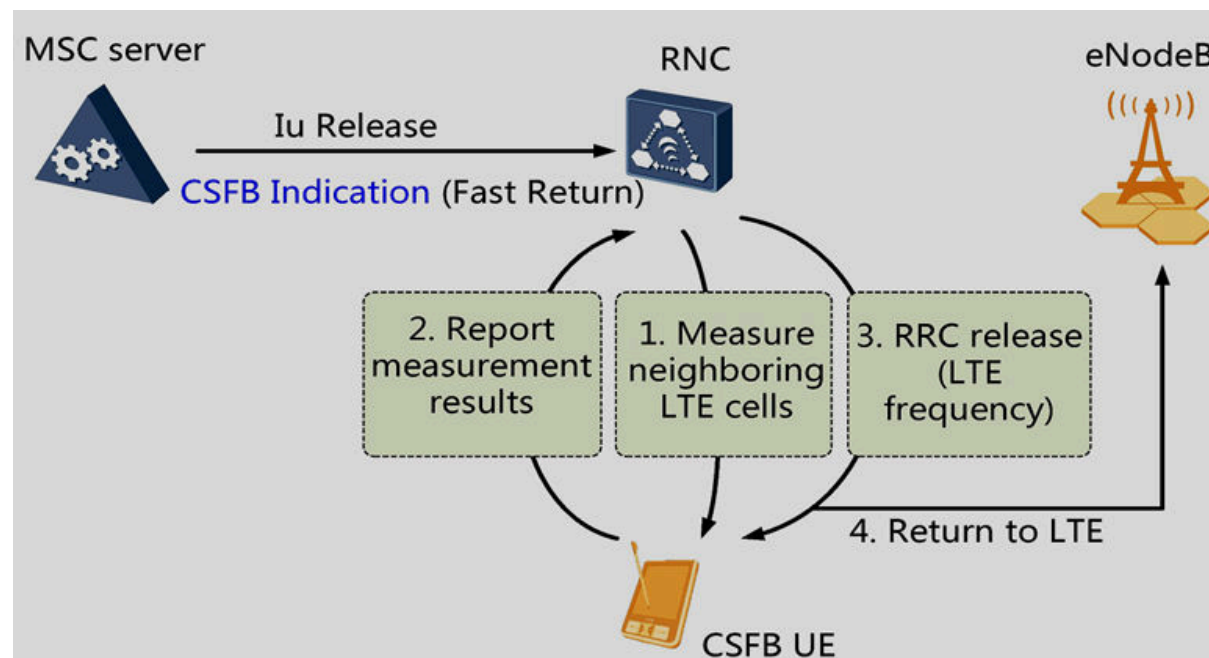 MSC server
RNC
eNodeB
Iu Release
CSFB Indication (Fast Return)
2. Report
measurement
results
1. Measure
neighboring
LTE cells
3. RRC release
(LTE
frequency)
4. Return to LTE
CSFB UE